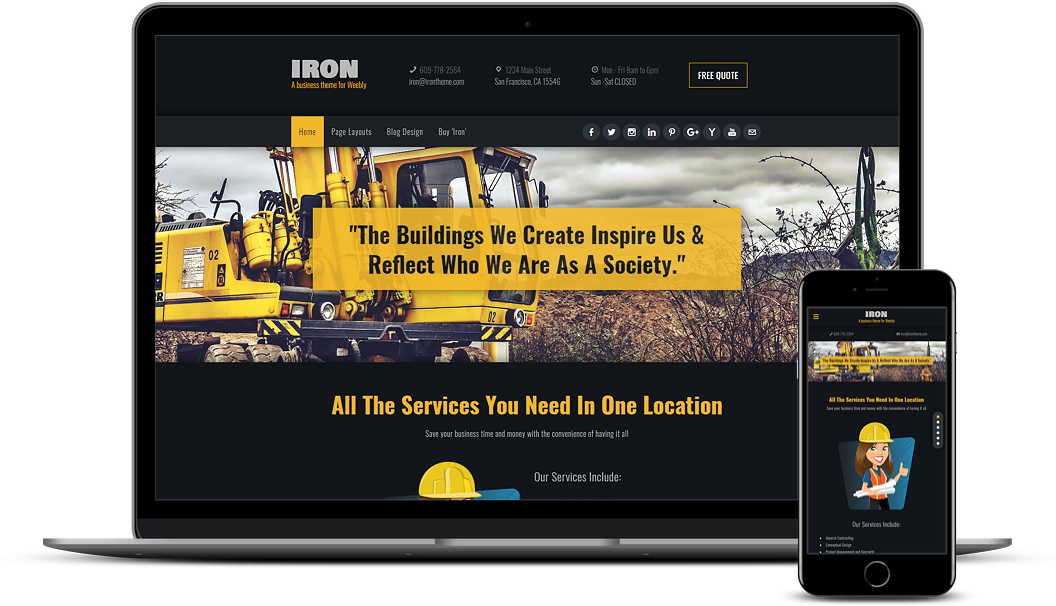 IRON
A business theme for Weebly
609-778-2564
iron@irontheme.com
1234 Main Street
San Francisco, CA 15546
Mon - Fri 8am to 6pm
Sun -Sat CLOSED
FREE QUOTE
Home
Page Layouts
Blog Design
Buy 'Iron'
02
"The Buildings We Create Inspire Us &
Reflect Who We Are As A Society."
02
All The Services You Need In One Location
Save your business time and money with the convenience of having it all
Our Services Include:
IRON
A business theme for Weebly
609-778-2564
iron@irontheme.com
"The Buildings We Create Inspire Us & Reflect Who We Are As A Society."
All The Services You Need In One Location
Save your business time and money with the convenience of having it all
Our Services Include:
General Contracting
Conceptual Design
Project Management and Oversight